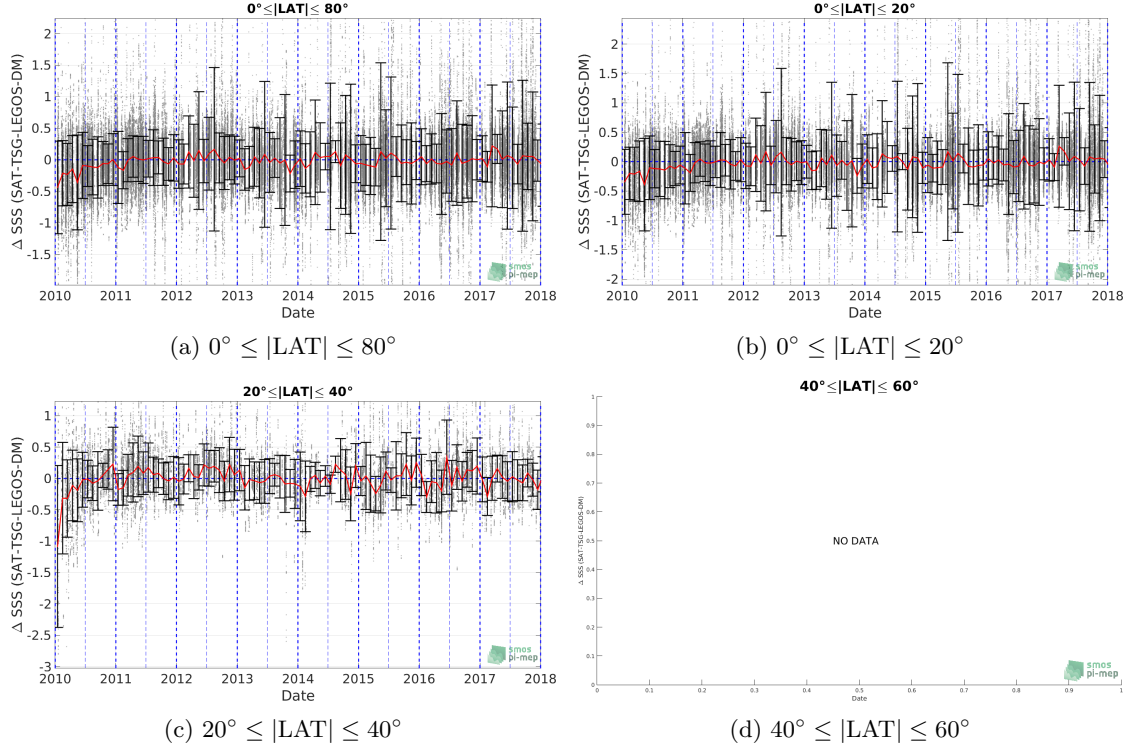 0°≤|LAT|≤ 80°
Δ SSS (SAT-TSG-LEGOS-DM)
2
1.5
1
0.5
0
-0.5
-1
-1.5
2010 2011 2012 2013 2014 2015 2016 2017 2018
Date
smos
pi-mep
(a) 0° ≤ |LAT| ≤ 80°
0°≤|LAT|≤ 20°
Δ SSS (SAT-TSG-LEGOS-DM)
2
1.5
1
0.5
0
-0.5
-1
-1.5
-2
2010 2011 2012 2013 2014 2015 2016 2017 2018
Date
smos
pi-mep
(b) 0° ≤ |LAT| ≤ 20°
20°≤|LAT|≤ 40°
Δ SSS (SAT-TSG-LEGOS-DM)
1
0.5
0
-0.5
-1
-1.5
-2
-2.5
-3
2010 2011 2012 2013 2014 2015 2016 2017 2018
Date
smos
pi-mep
(c) 20° ≤ |LAT| ≤ 40°
40°≤|LAT|≤ 60°
Δ SSS (SAT-TSG-LEGOS-DM)
1
0.9
0.8
0.7
0.6
0.5
0.4
0.3
0.2
0.1
0
NO DATA
0 0.1 0.2 0.3 0.4 0.5 0.6 0.7 0.8 0.9 1
Date
smos
pi-mep
(d) 40° ≤ |LAT| ≤ 60°